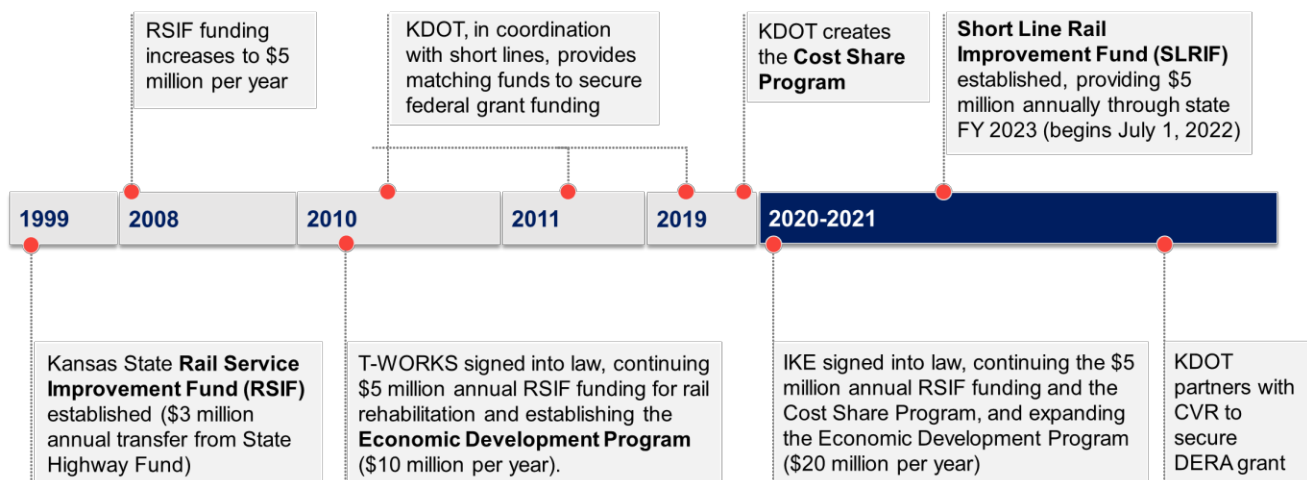 RSIF funding
increases to $5
million per year
KDOT, in coordination
with short lines, provides
matching funds to secure
federal grant funding
KDOT creates
the Cost Share
Program
Short Line Rail
Improvement Fund (SLRIF)
established, providing $5
million annually through state
FY 2023 (begins July 1, 2022)
1999
2008
2010
2011
2019
2020-2021
Kansas State Rail Service
Improvement Fund (RSIF)
established ($3 million
annual transfer from State
Highway Fund)
T-WORKS signed into law, continuing
$5 million annual RSIF funding for rail
rehabilitation and establishing the
Economic Development Program
($10 million per year).
IKE signed into law, continuing the $5
million annual RSIF funding and the
Cost Share Program, and expanding
the Economic Development Program
($20 million per year)
KDOT
partners with
CVR to
secure
DERA grant